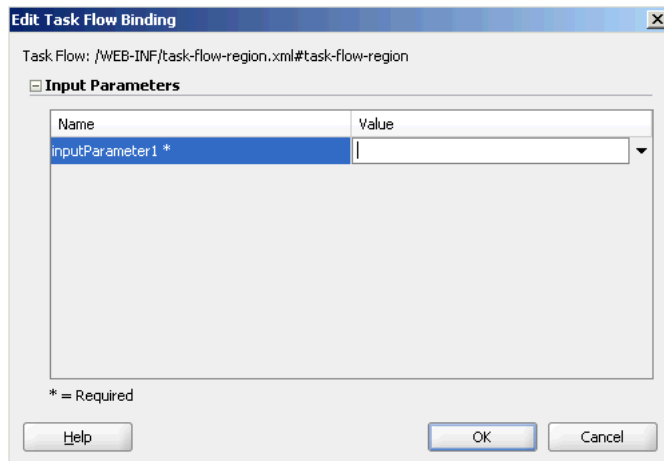 Edit Task Flow Binding
Task Flow: /WEB-INF/task-flow-region.xml#task-flow-region
Input Parameters
Name Value
inputParameter1 *
* = Required
Help OK Cancel